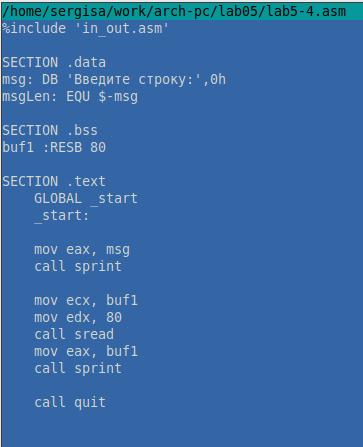 /home/sergisa/work/arch-pc/lab05/lab5-4.asm
%include 'in_out.asm'
SECTION .data
msg: DB 'Введите строку:',0h
msgLen: EQU $-msg
SECTION .bss
buf1 :RESB 80
SECTION .text
GLOBAL _start
_start:
mov eax, msg
call sprint
mov ecx, buf1
mov edx, 80
call sread
mov eax, buf1
call sprint
call quit